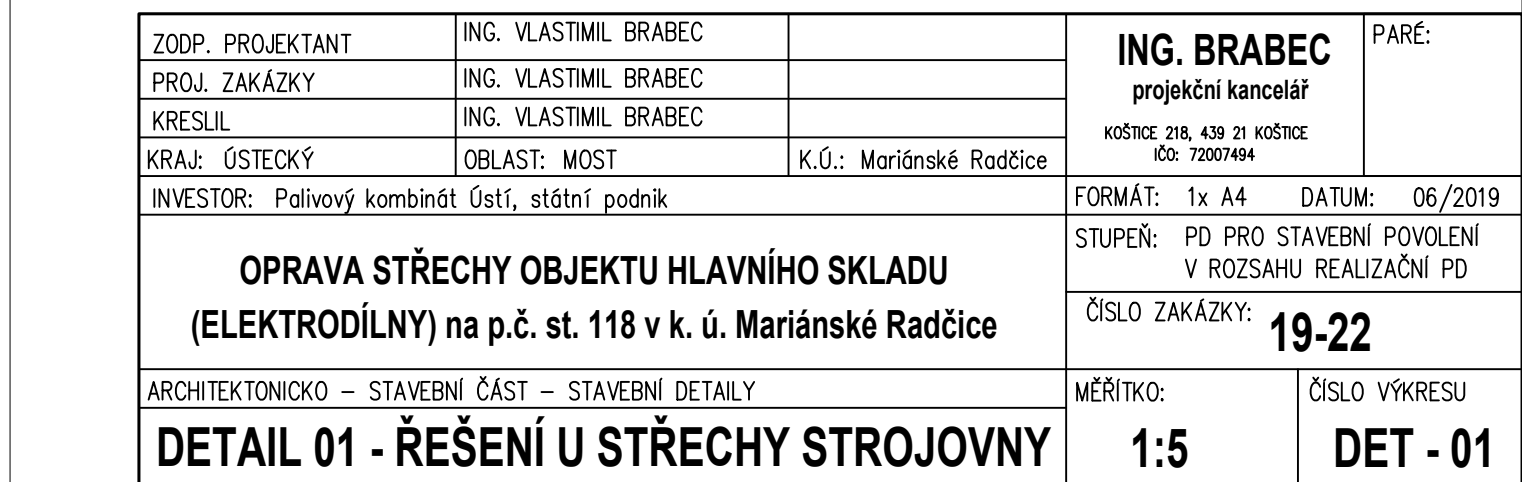 ZODP. PROJEKTANT ING. VLASTIMIL BRABEC
PROJ. ZAKÁZKY ING. VLASTIMIL BRABEC
KRESLIL ING. VLASTIMIL BRABEC
KRAJ: ÚSTECKÝ OBLAST: MOST K.Ú.: Mariánské Radčice
ING. BRABEC
projekční kancelář
KOŠTICE 218, 439 21 KOŠTICE
IČO: 72007494
PARÉ:
INVESTOR: Palivový kombinát Ústí, státní podnik
FORMÁT: 1x A4 DATUM: 06/2019
OPRAVA STŘECHY OBJEKTU HLAVNÍHO SKLADU
(ELEKTRODÍLNY) na p.č. st. 118 v k. ú. Mariánské Radčice
STUPEŇ: PD PRO STAVEBNÍ POVOLENÍ
V ROZSAHU REALIZAČNÍ PD
ČÍSLO ZAKÁZKY: 19-22
ARCHITEKTONICKO – STAVEBNÍ ČÁST – STAVEBNÍ DETAILY
DETAIL 01 - ŘEŠENÍ U STŘECHY STROJOVNY
MĚŘÍTKO:
1:5
ČÍSLO VÝKRESU
DET - 01